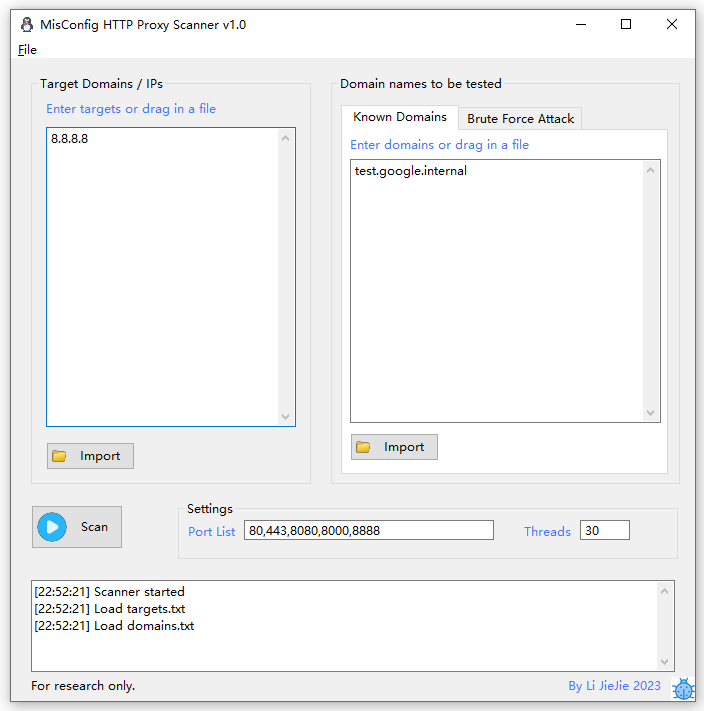 MisConfig HTTP Proxy Scanner v1.0
File
Target Domains / IPs
Enter targets or drag in a file
8.8.8.8
Import
Domain names to be tested
Known Domains
Brute Force Attack
Enter domains or drag in a file
test.google.internal
Import
Scan
Settings
Port List
80,443,8080,8000,8888
Threads
30
[22:52:21] Scanner started
[22:52:21] Load targets.txt
[22:52:21] Load domains.txt
For research only.
By Li JieJie 2023